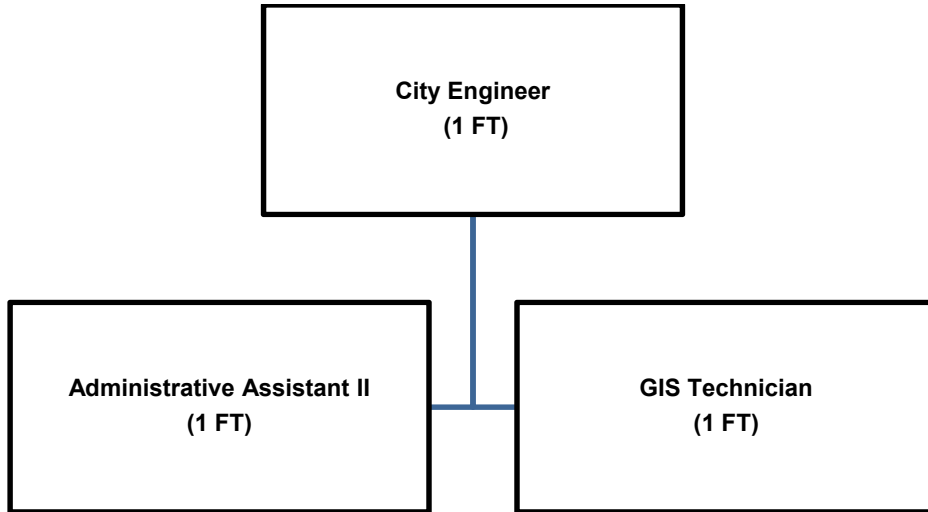 City Engineer
(1 FT)
Administrative Assistant II
(1 FT)
GIS Technician
(1 FT)